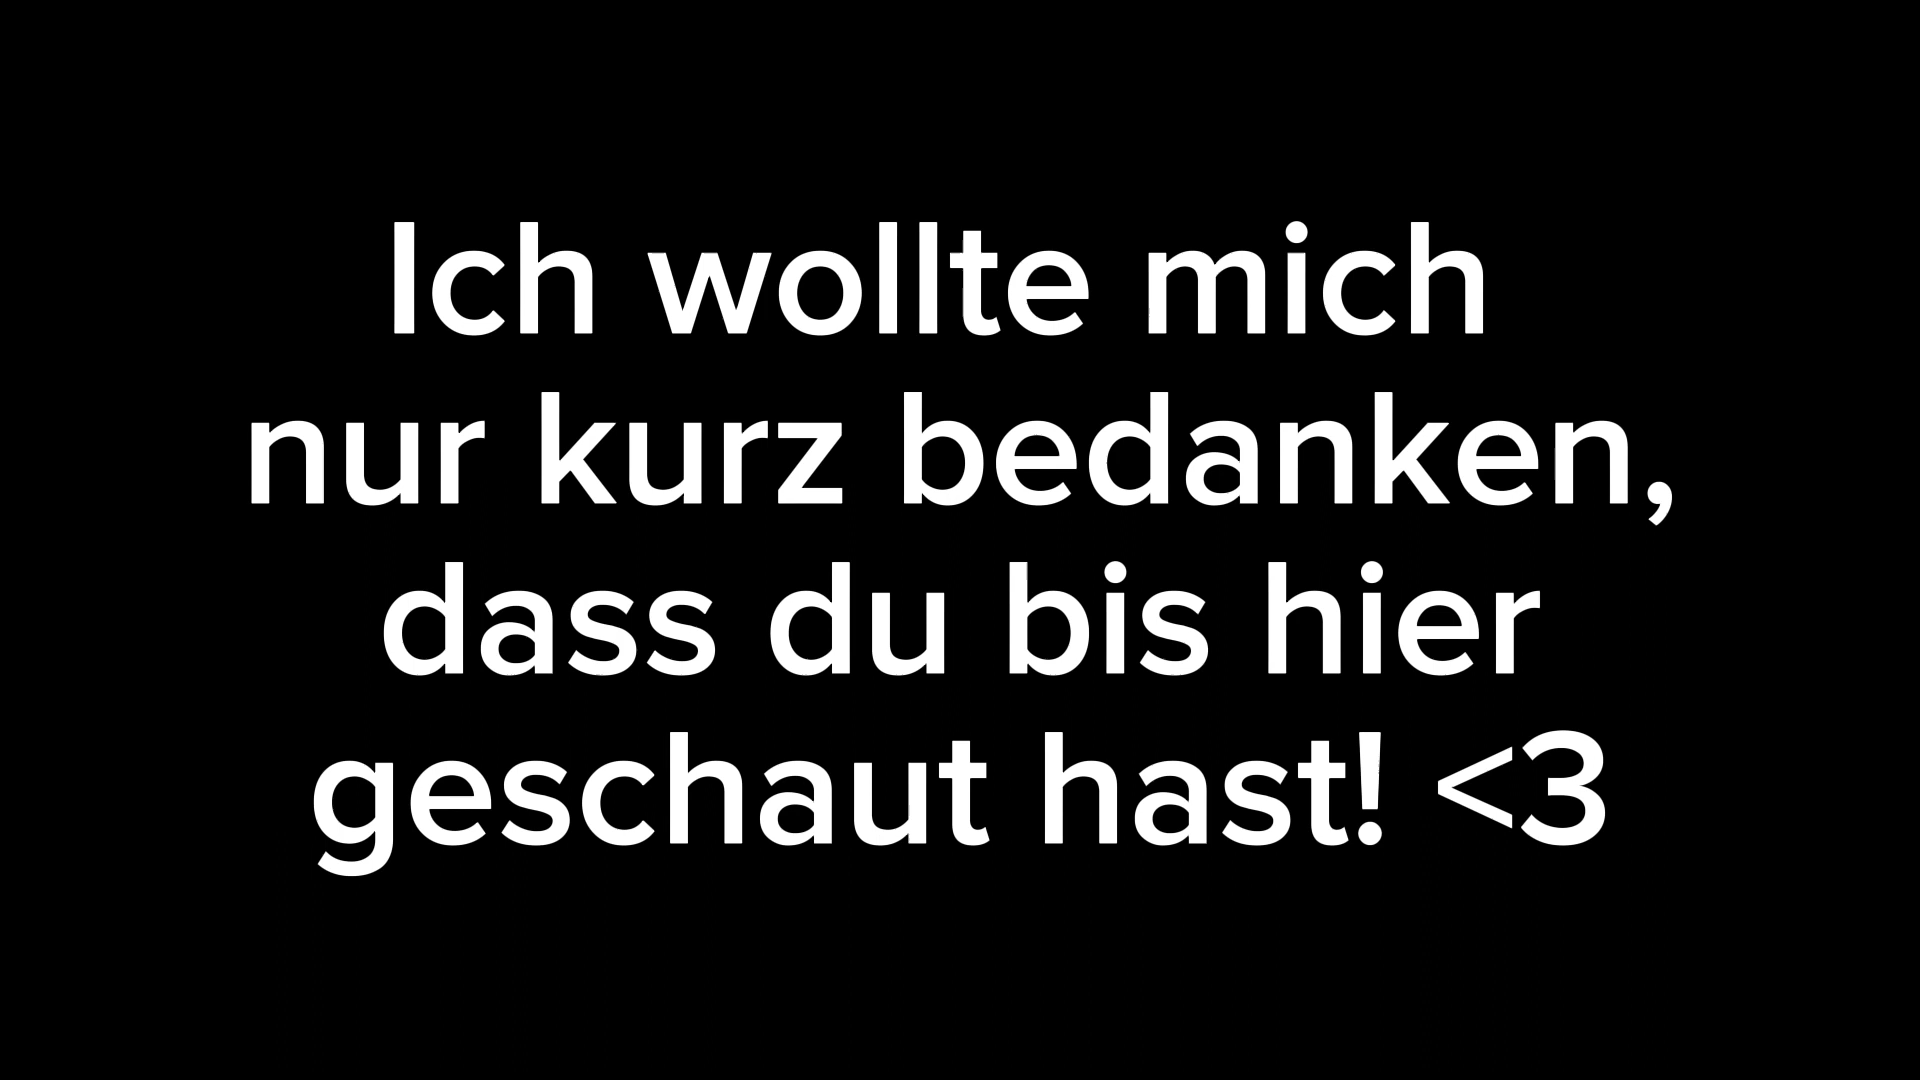 Ich wollte mich
nur kurz bedanken,
dass du bis hier
geschaut hast! <3